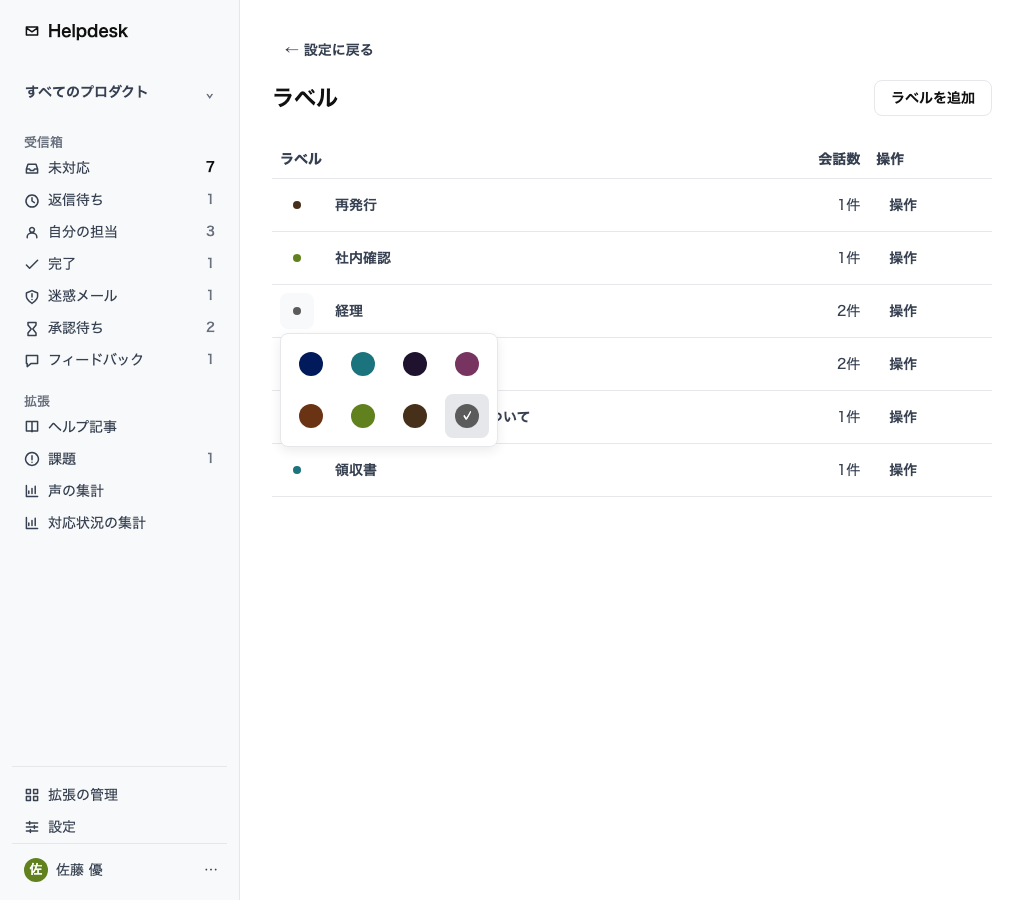 Helpdesk
すべてのプロダクト
受信箱
未対応 7
返信待ち 1
自分の担当 3
完了 1
迷惑メール 1
承認待ち 2
フィードバック 1
拡張
ヘルプ記事
課題 1
声の集計
対応状況の集計
拡張の管理
設定
佐 佐藤 優 ...
← 設定に戻る
ラベル
ラベルを追加
ラベル 会話数 操作
再発行 1件 操作
社内確認 1件 操作
経理 2件 操作
2件 操作
ついて 1件 操作
領収書 1件 操作